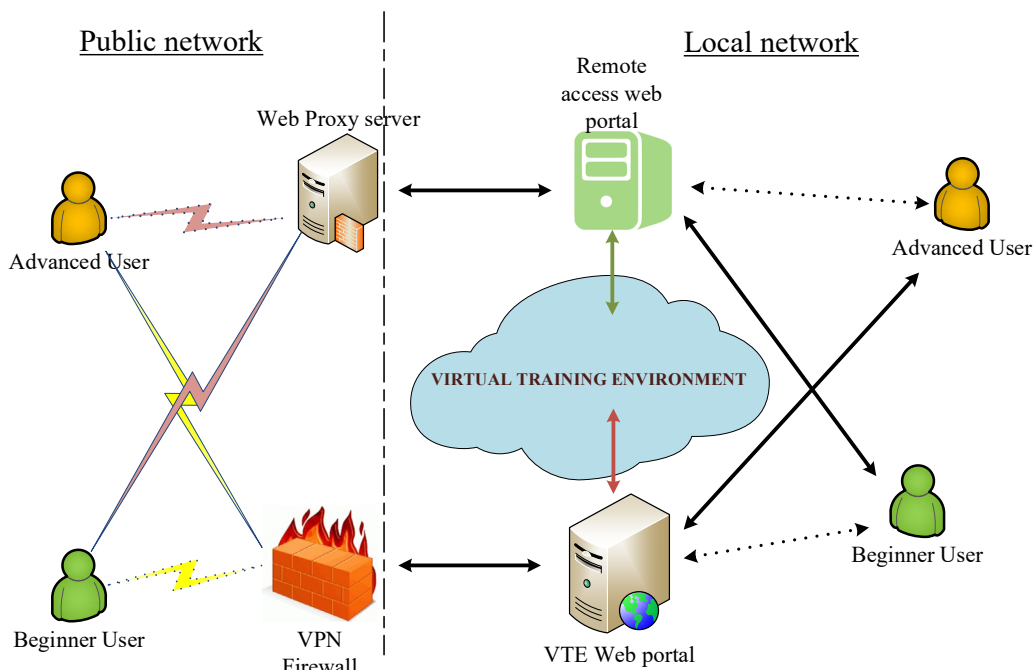 Public network
Local network
Remote
access web
portal
Web Proxy server
Advanced User
Advanced User
VIRTUAL TRAINING ENVIRONMENT
Beginner User
Beginner User
VPN
Firewall
VTE Web portal